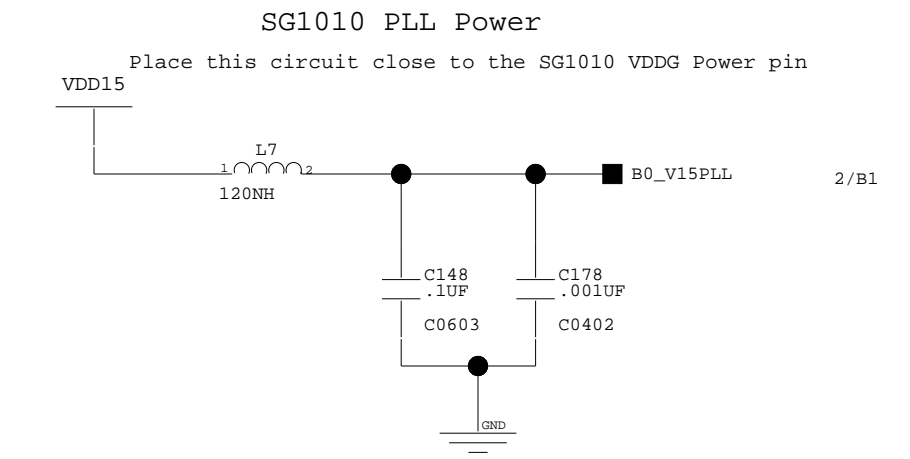 SG1010 PLL Power
Place this circuit close to the SG1010 VDDG Power pin
VDD15
L7
1 2
120NH
B0_V15PLL 2/B1
C148
.1UF
C0603
C178
.001UF
C0402
GND